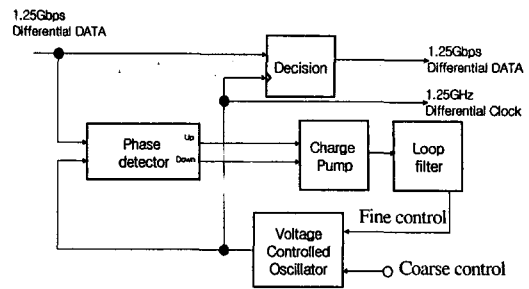 1.25Gbps
Differential DATA
Decision
1.25Gbps
Differential DATA
1.25GHz
Differential Clock
Phase
detector
Up
Down
Charge
Pump
Loop
filter
Fine control
Voltage
Controlled
Oscillator
Coarse control